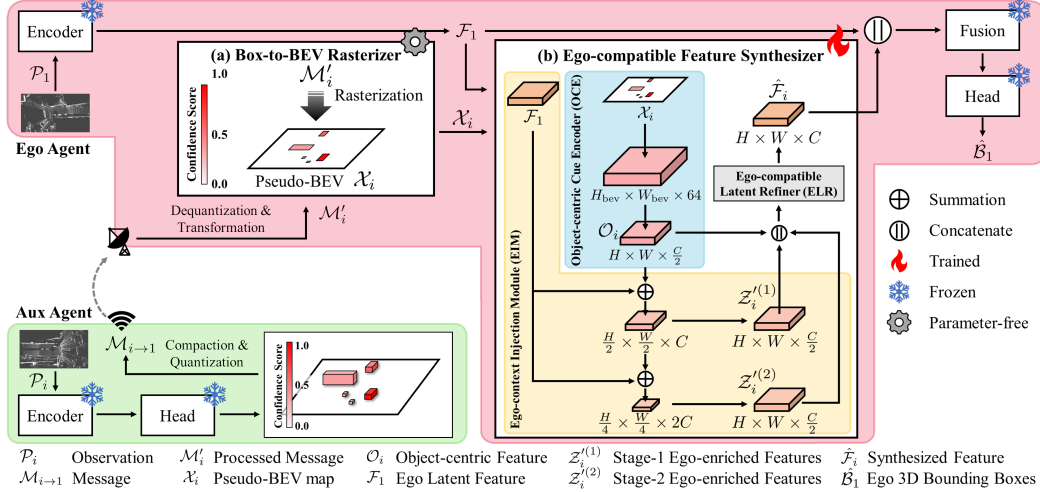 Encoder
𝒫₁
Ego Agent
(a) Box-to-BEV Rasterizer
ℳ′ᵢ
Rasterization
Confidence Score
1.0
0.5
0.0
Pseudo-BEV 𝒳ᵢ
Dequantization &
Transformation
ℳ′ᵢ
ℱ₁
𝒳ᵢ
(b) Ego-compatible Feature Synthesizer
Ego-context Injection Module (EIM)
ℱ₁
Object-centric Cue Encoder (OCE)
𝒳ᵢ
H_bev × W_bev × 64
𝒪ᵢ
H × W × C/2
H/2 × W/2 × C
H/4 × W/4 × 2C
𝒵ᵢ′⁽¹⁾
H × W × C/2
𝒵ᵢ′⁽²⁾
H × W × C/2
ℱ̂ᵢ
H × W × C
Ego-compatible
Latent Refiner (ELR)
Fusion
Head
ℬ̂₁
Summation
Concatenate
Trained
Frozen
Parameter-free
Aux Agent
𝒫ᵢ
ℳᵢ→₁
Compaction &
Quantization
Encoder
Head
Confidence Score
1.0
0.5
0.0
𝒫ᵢ Observation ℳ′ᵢ Processed Message 𝒪ᵢ Object-centric Feature 𝒵ᵢ′⁽¹⁾ Stage-1 Ego-enriched Features ℱ̂ᵢ Synthesized Feature
ℳᵢ→₁ Message 𝒳ᵢ Pseudo-BEV map ℱ₁ Ego Latent Feature 𝒵ᵢ′⁽²⁾ Stage-2 Ego-enriched Features ℬ̂₁ Ego 3D Bounding Boxes